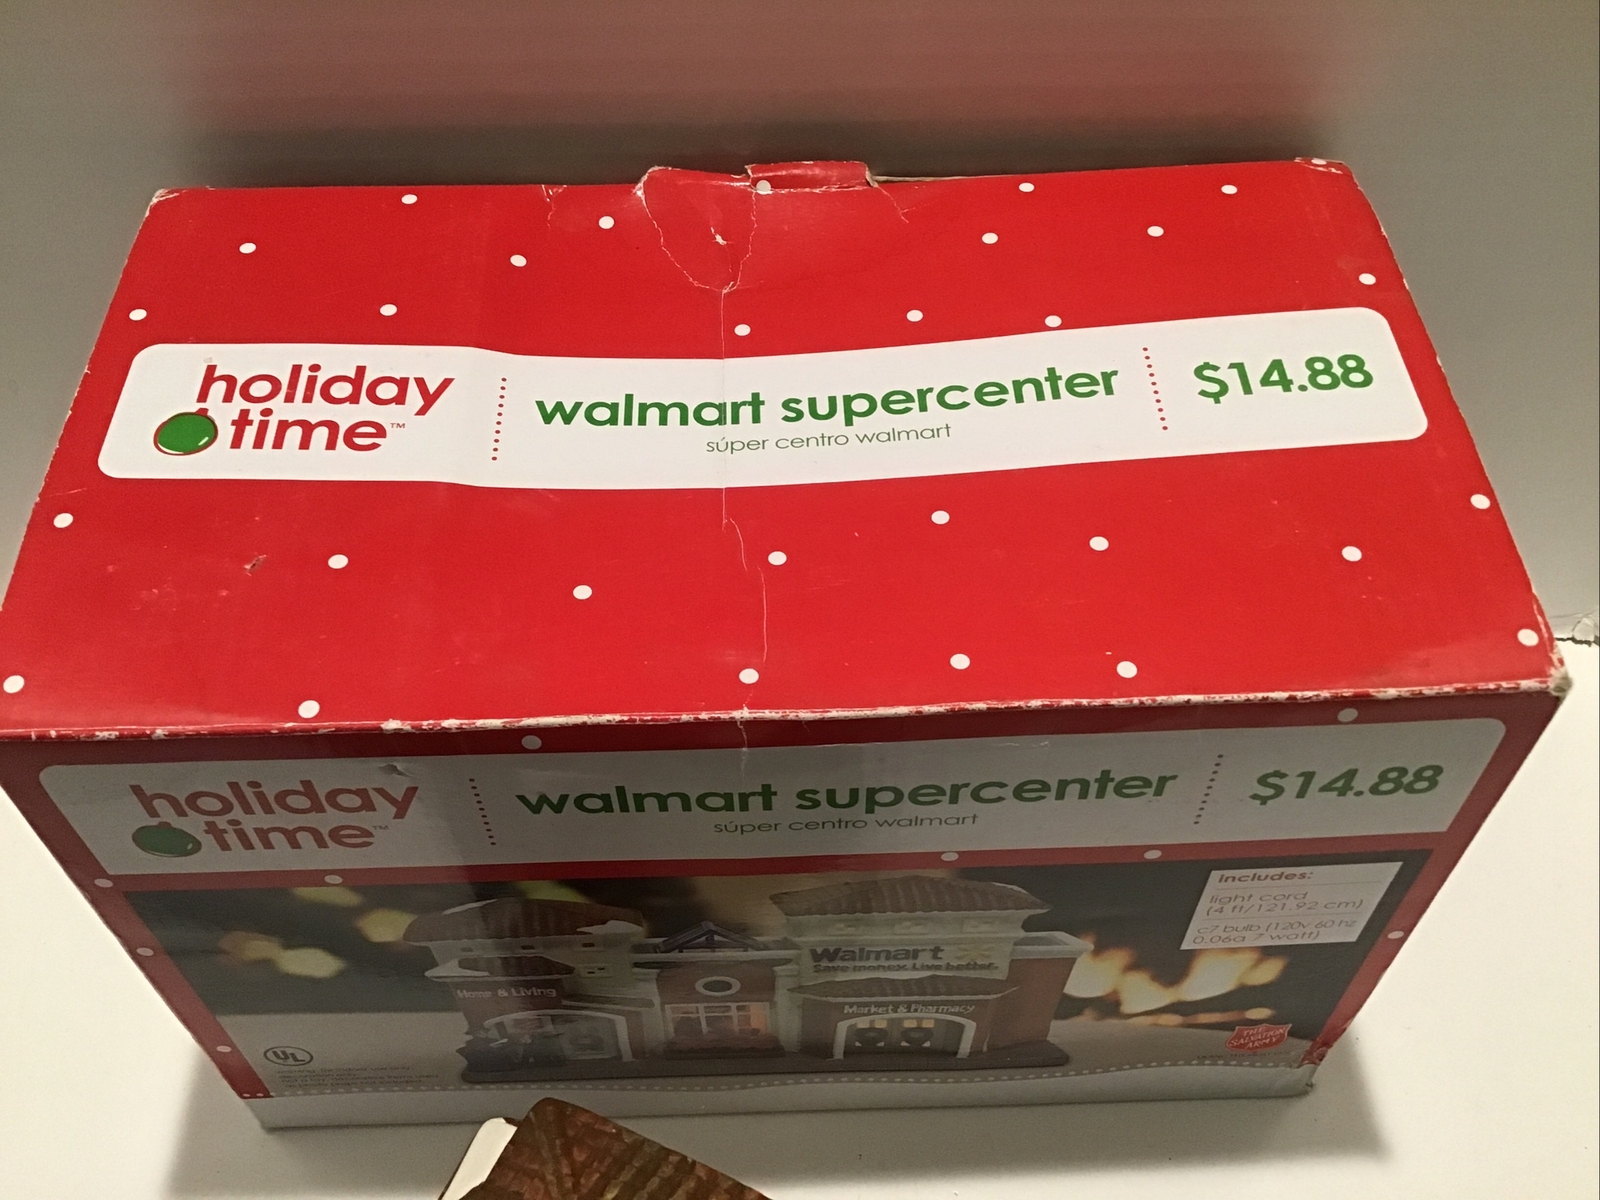 holiday
time™
walmart supercenter
súper centro walmart
$14.88
holiday
time™
walmart supercenter
súper centro walmart
$14.88
includes:
light cord
(4 ft/121.92 cm)
c7 bulb (120v 60 hz
0.06a 7 watt)
Walmart
Save money. Live better.
Home & Living
Market & Pharmacy
UL
THE
SALVATION
ARMY